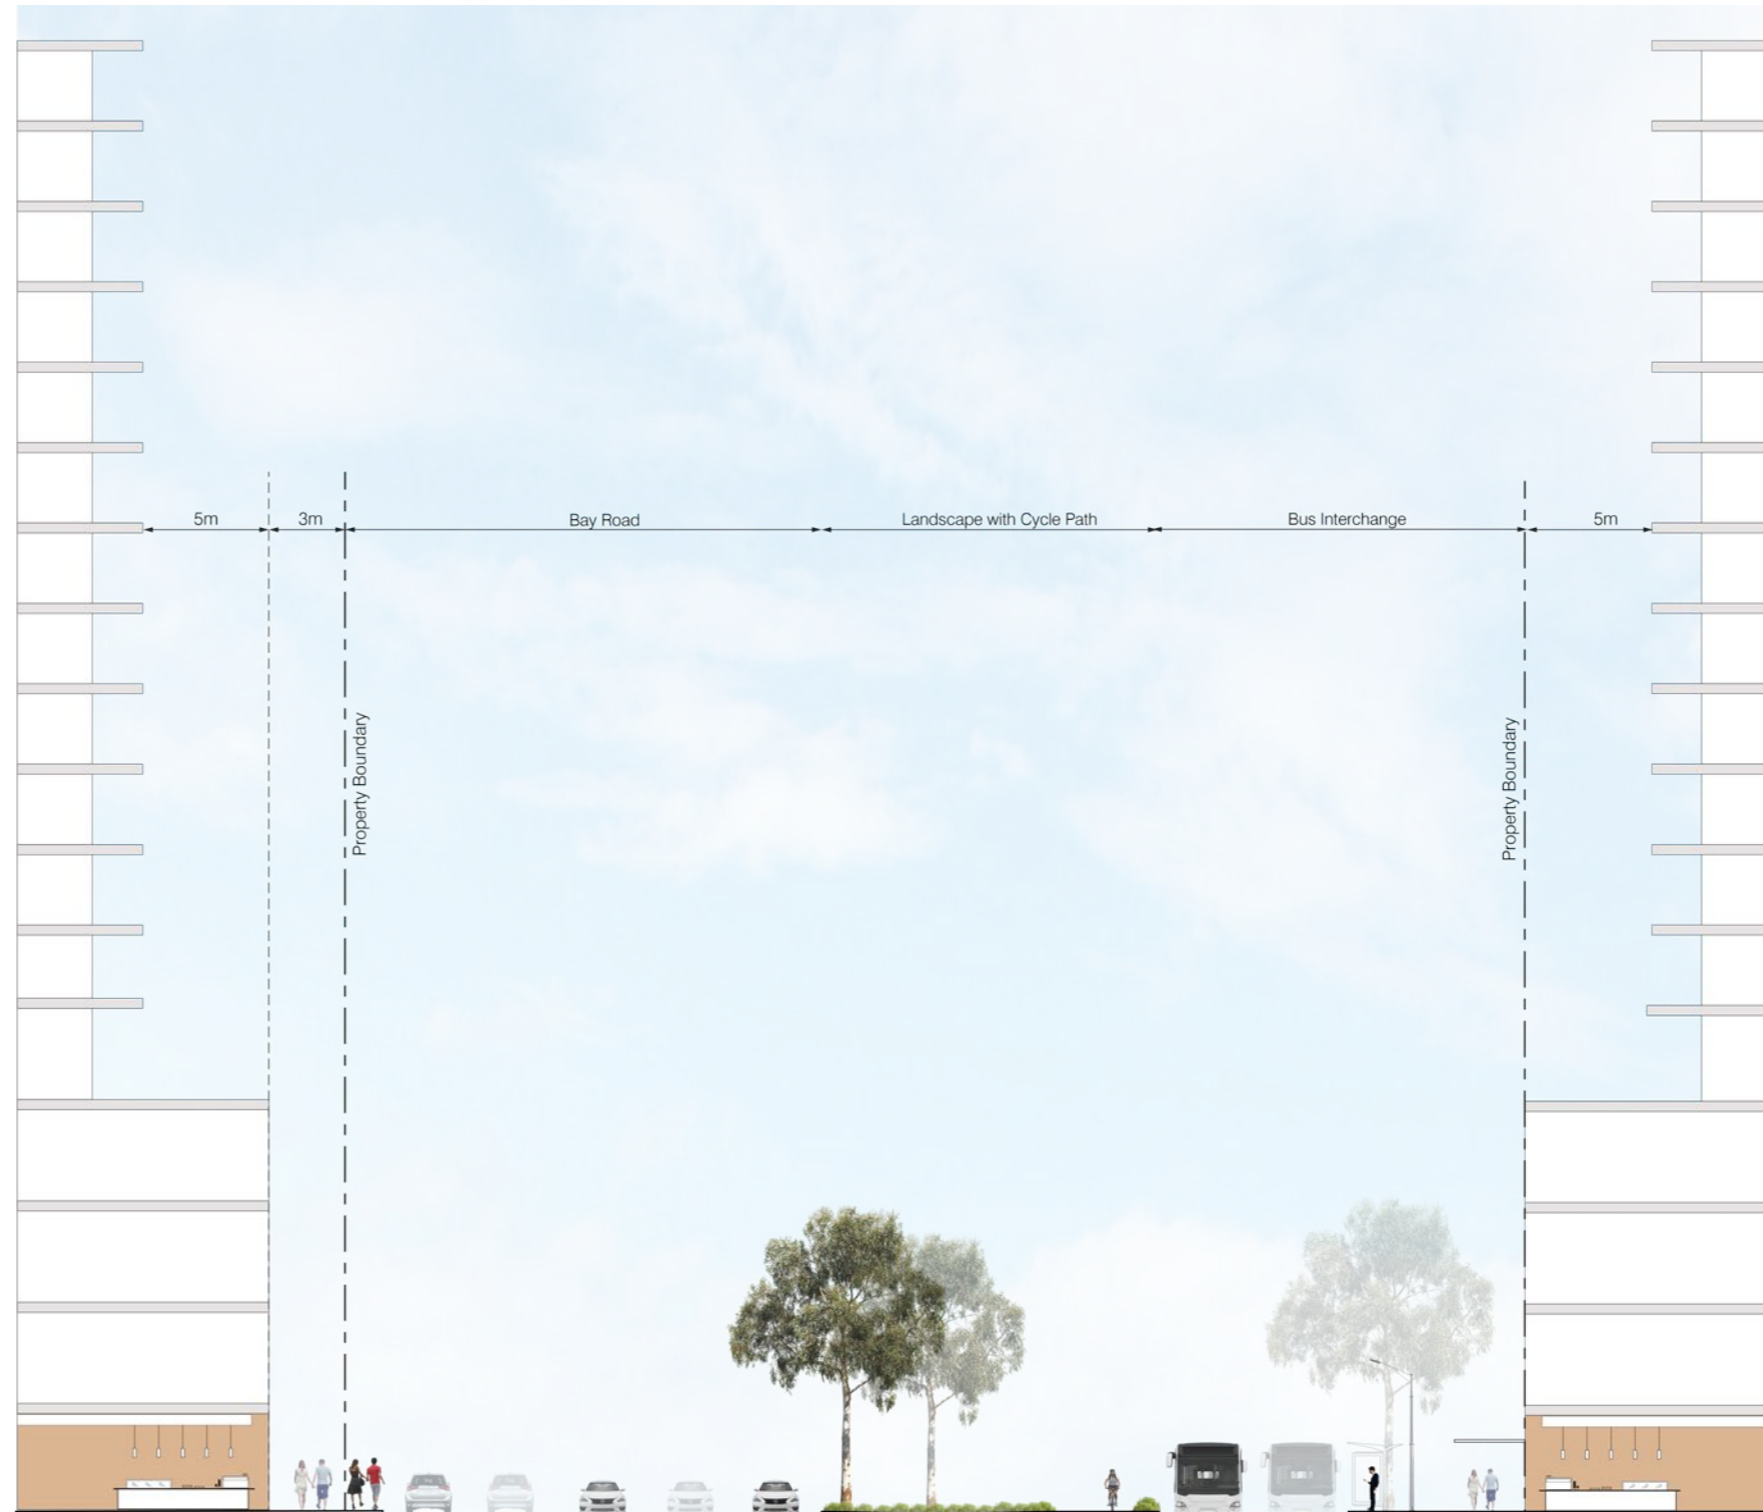 5m
3m
Bay Road
Landscape with Cycle Path
Bus Interchange
5m
Property Boundary
Property Boundary